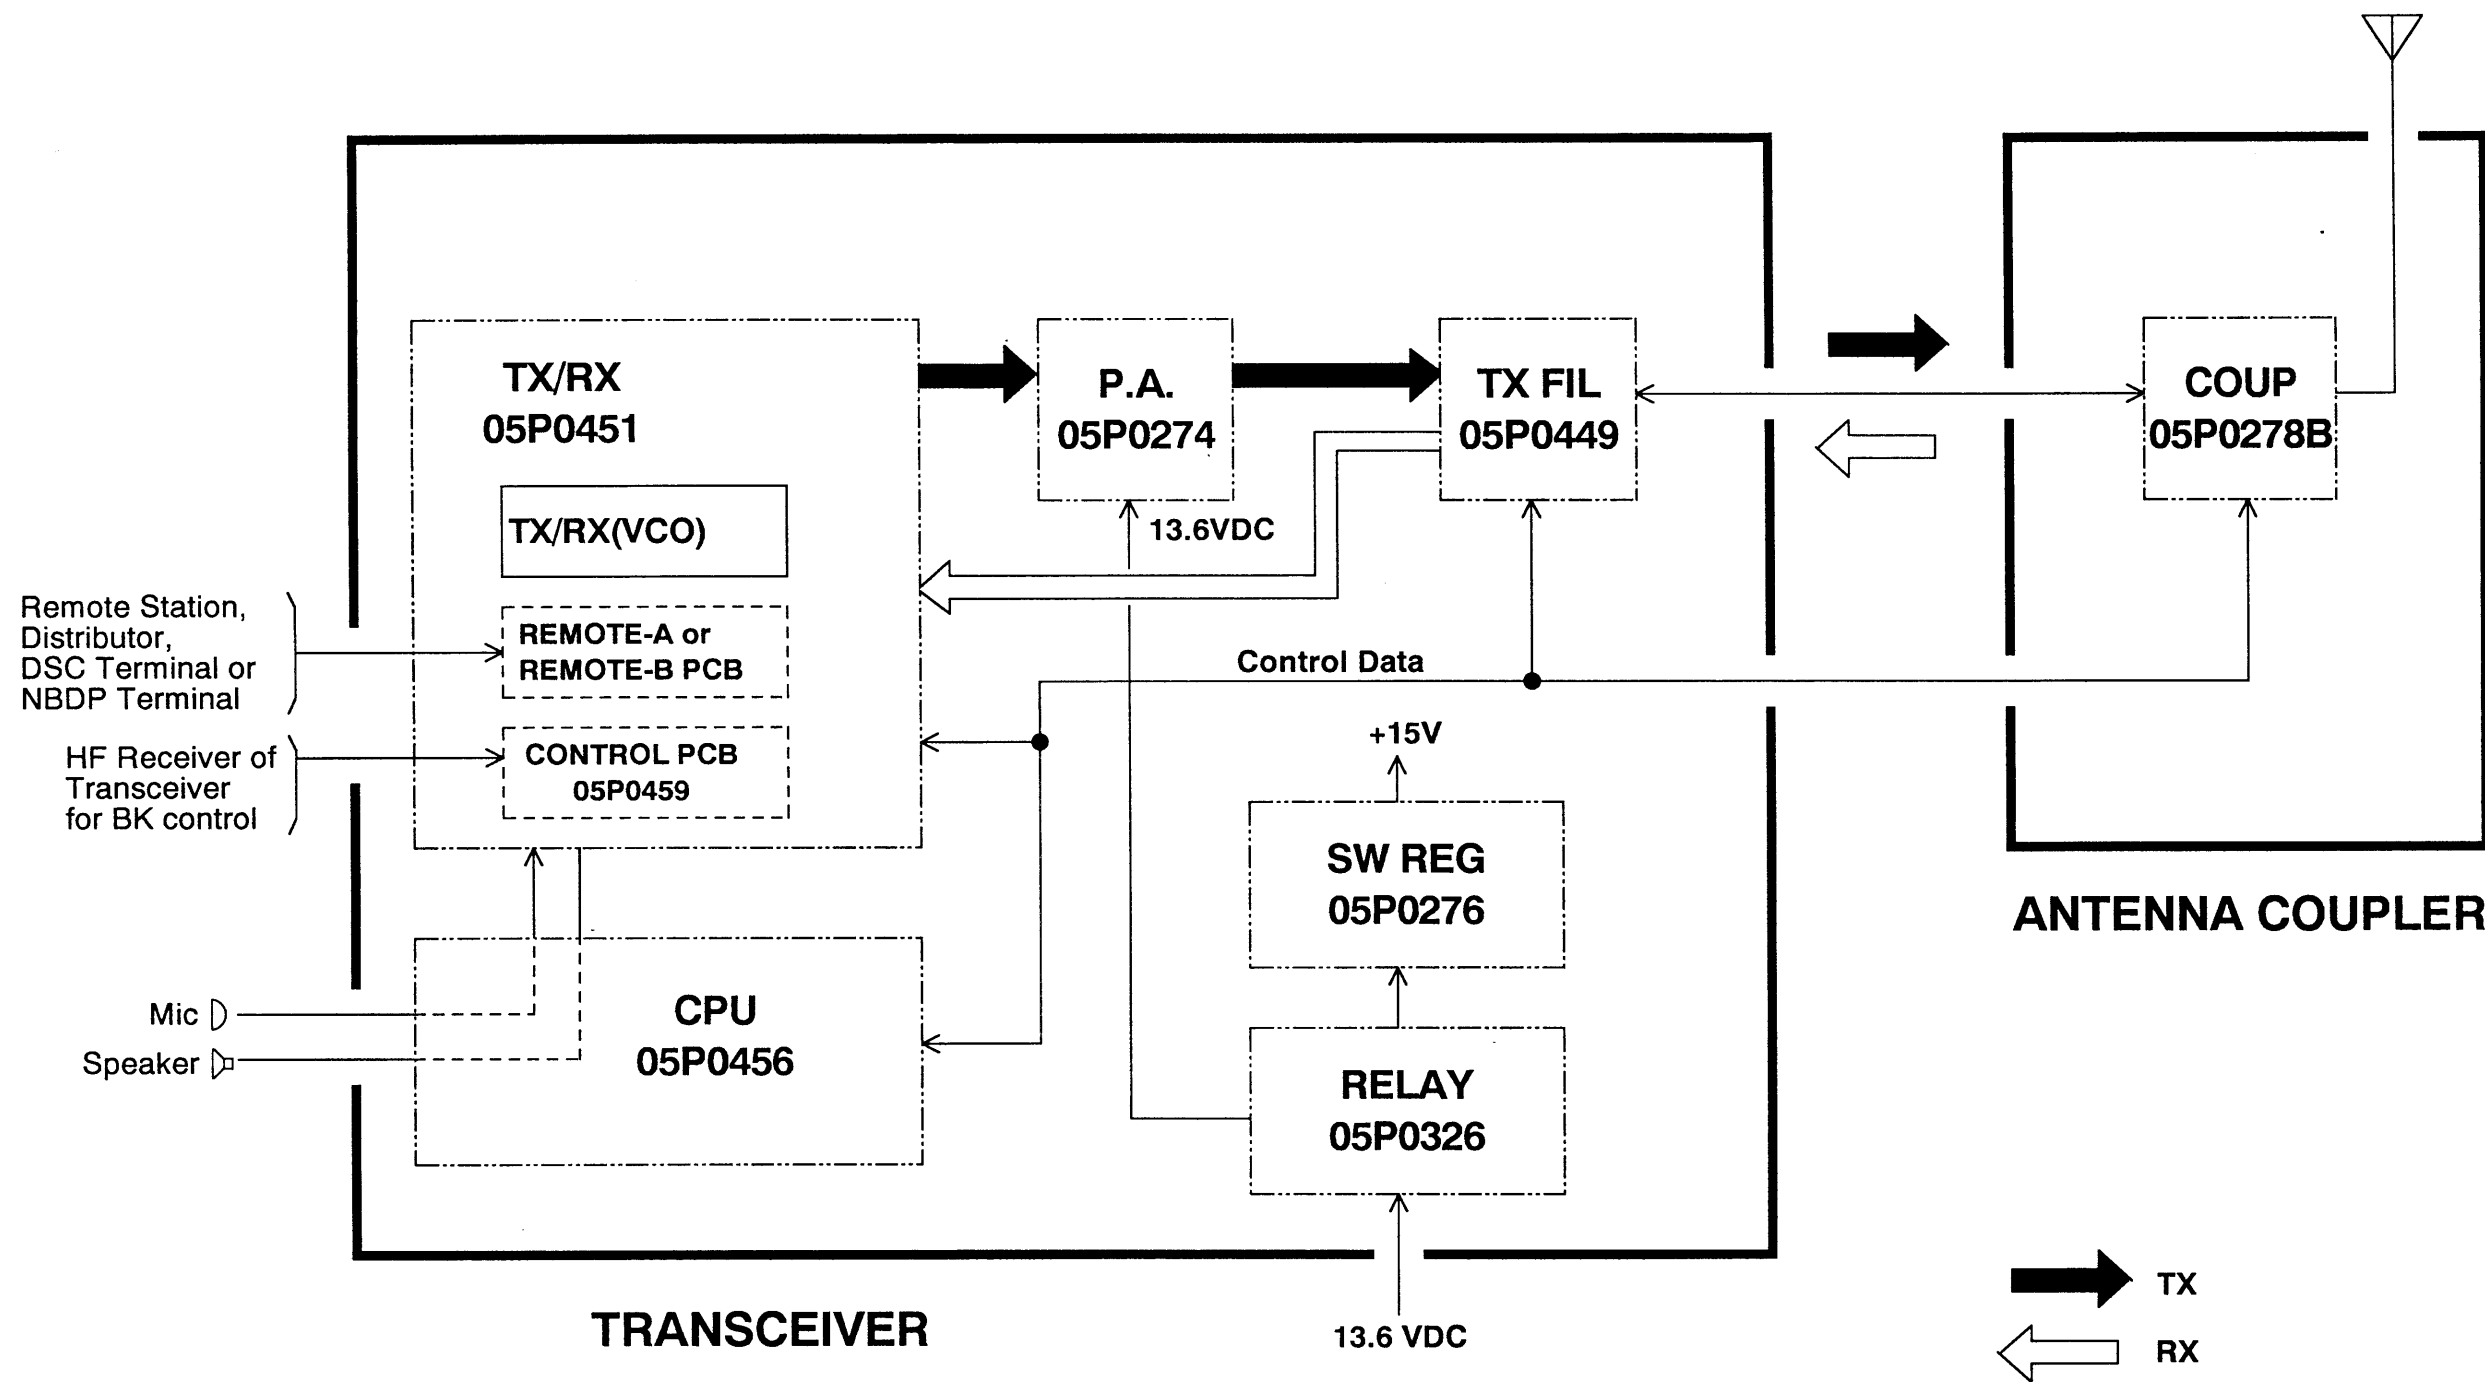 TX/RX
05P0451
P.A.
05P0274
TX FIL
05P0449
COUP
05P0278B
TX/RX(VCO)
13.6VDC
Remote Station,
Distributor,
DSC Terminal or
NBDP Terminal
REMOTE-A or
REMOTE-B PCB
Control Data
HF Receiver of
Transceiver
for BK control
CONTROL PCB
05P0459
+15V
SW REG
05P0276
ANTENNA COUPLER
Mic
Speaker
CPU
05P0456
RELAY
05P0326
TRANSCEIVER
13.6 VDC
TX
RX